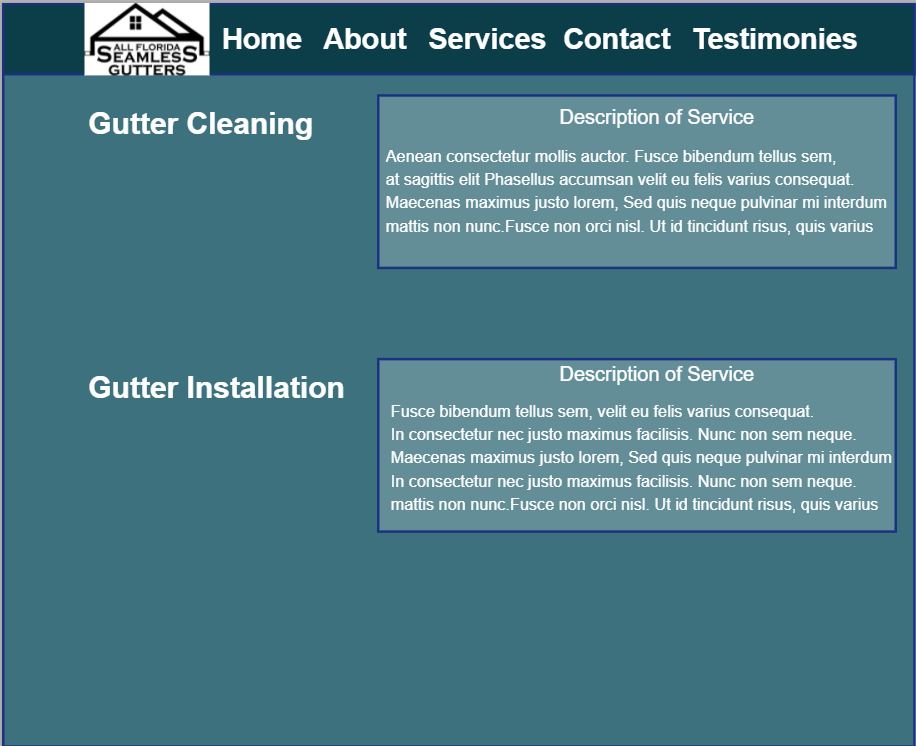 ALL FLORIDA
SEAMLESS
GUTTERS
Home About Services Contact Testimonies
Gutter Cleaning
Description of Service
Aenean consectetur mollis auctor. Fusce bibendum tellus sem,
at sagittis elit Phasellus accumsan velit eu felis varius consequat.
Maecenas maximus justo lorem, Sed quis neque pulvinar mi interdum
mattis non nunc.Fusce non orci nisl. Ut id tincidunt risus, quis varius
Gutter Installation
Description of Service
Fusce bibendum tellus sem, velit eu felis varius consequat.
In consectetur nec justo maximus facilisis. Nunc non sem neque.
Maecenas maximus justo lorem, Sed quis neque pulvinar mi interdum
In consectetur nec justo maximus facilisis. Nunc non sem neque.
mattis non nunc.Fusce non orci nisl. Ut id tincidunt risus, quis varius